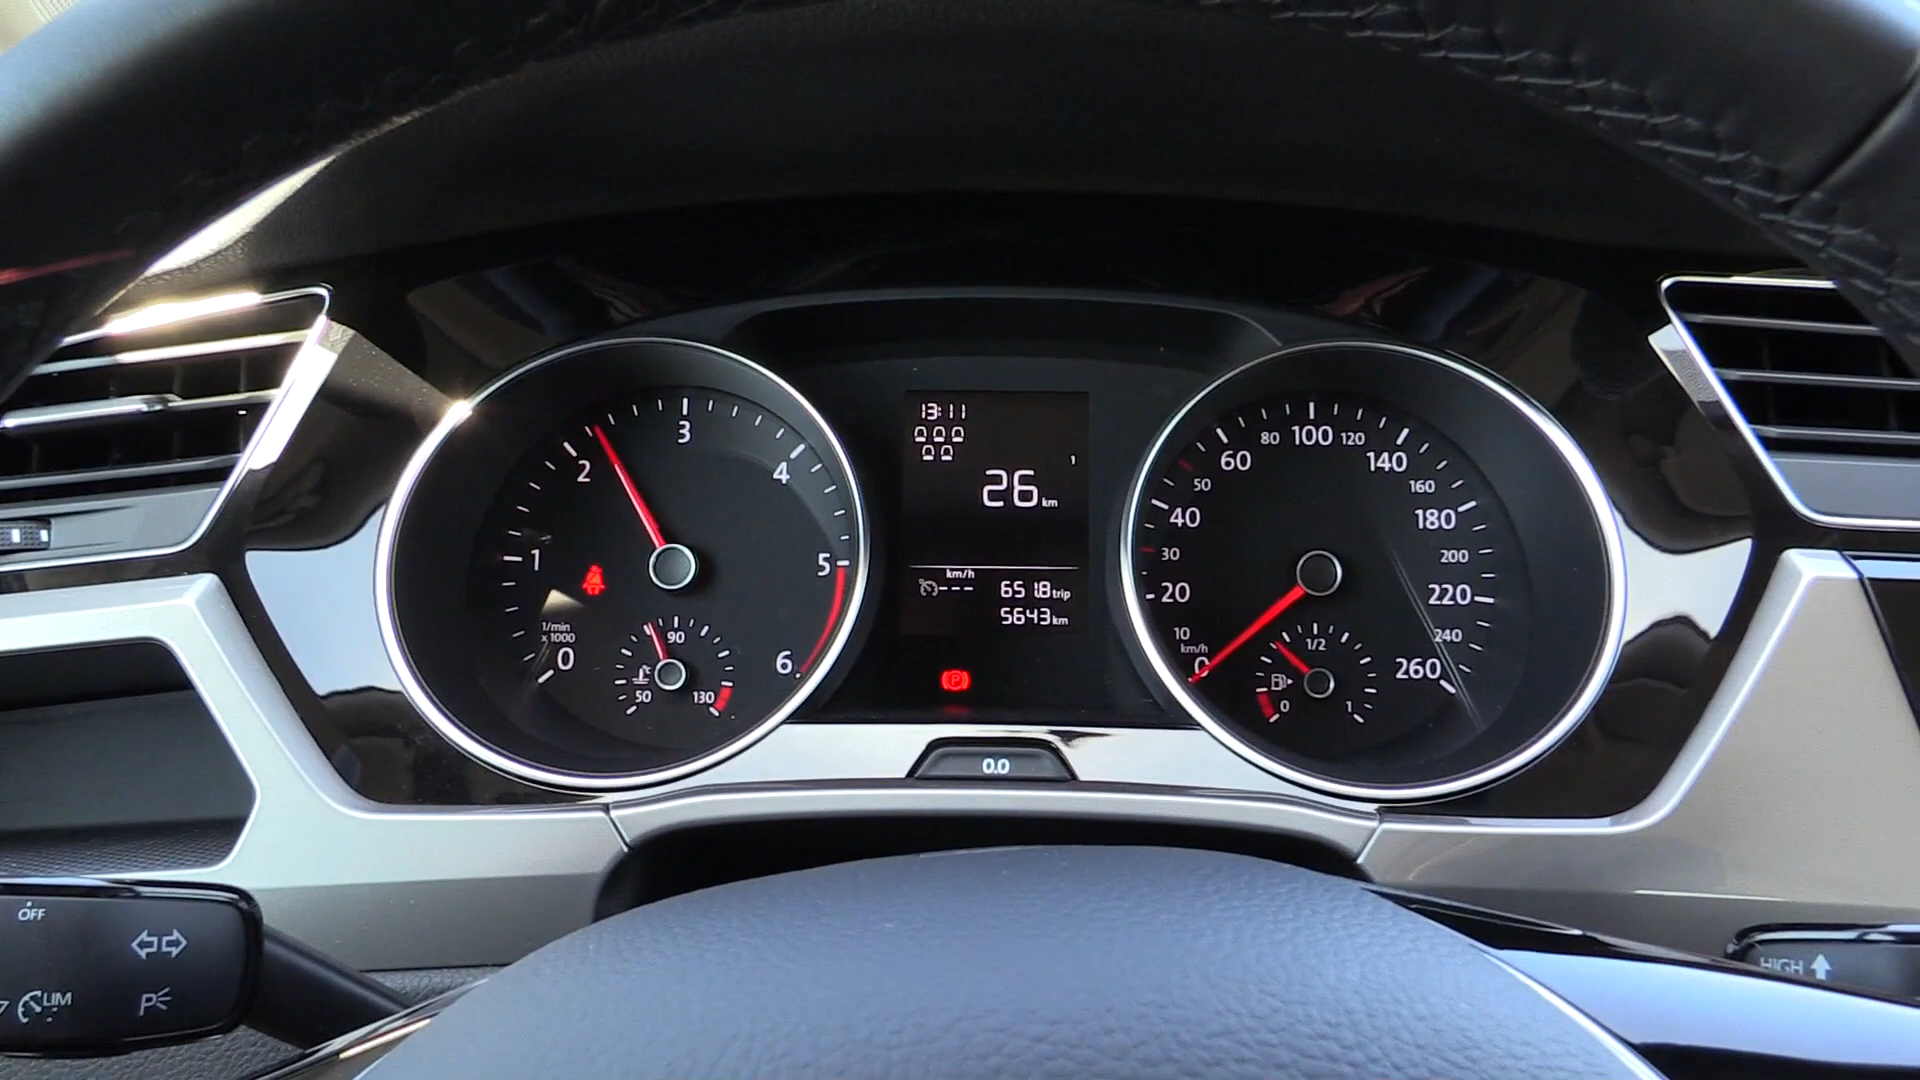 13:11
1
26 km
km/h
--- 651.8 trip
5643 km
0.0
0
1
2
3
4
5
6
1/min
x1000
50
90
130
0
km/h
10
20
30
40
50
60
80
100
120
140
160
180
200
220
240
260
0
1/2
1
P
OFF
LIM
P
HIGH